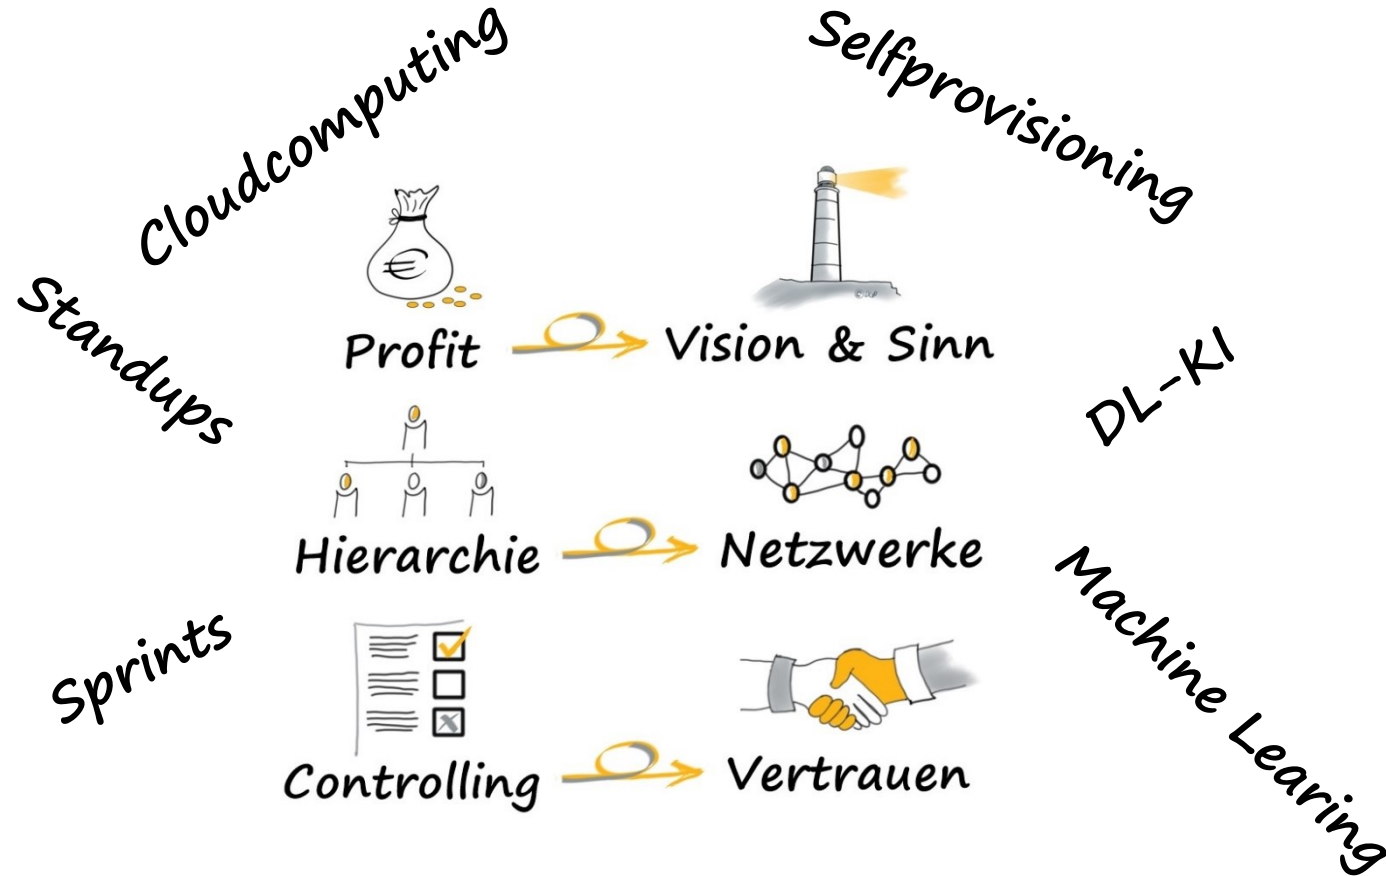 Cloudcomputing
Selfprovisioning
Standups
€
Profit
Vision & Sinn
DL-KI
Hierarchie
Netzwerke
Sprints
Machine Learing
Controlling
Vertrauen